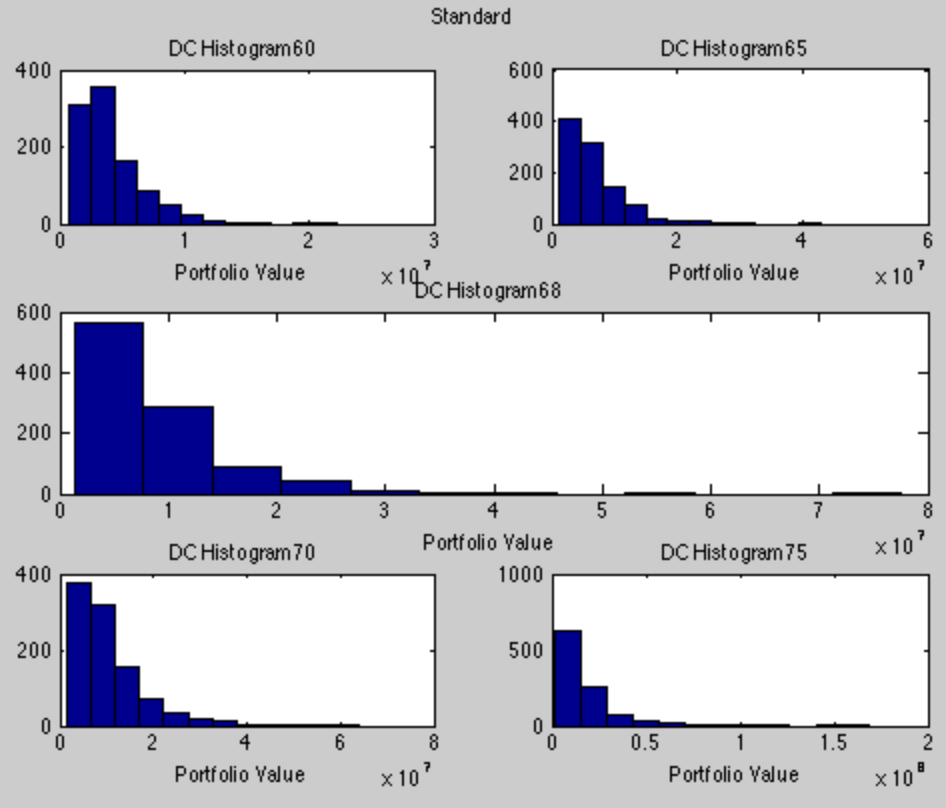 Standard
DC Histogram60
400
200
0
0 1 2 3
Portfolio Value
x 10^7
DC Histogram65
600
400
200
0
0 2 4 6
Portfolio Value
x 10^7
DC Histogram68
600
400
200
0
0 1 2 3 4 5 6 7 8
Portfolio Value
x 10^7
DC Histogram70
400
200
0
0 2 4 6 8
Portfolio Value
x 10^7
DC Histogram75
1000
500
0
0 0.5 1 1.5 2
Portfolio Value
x 10^8